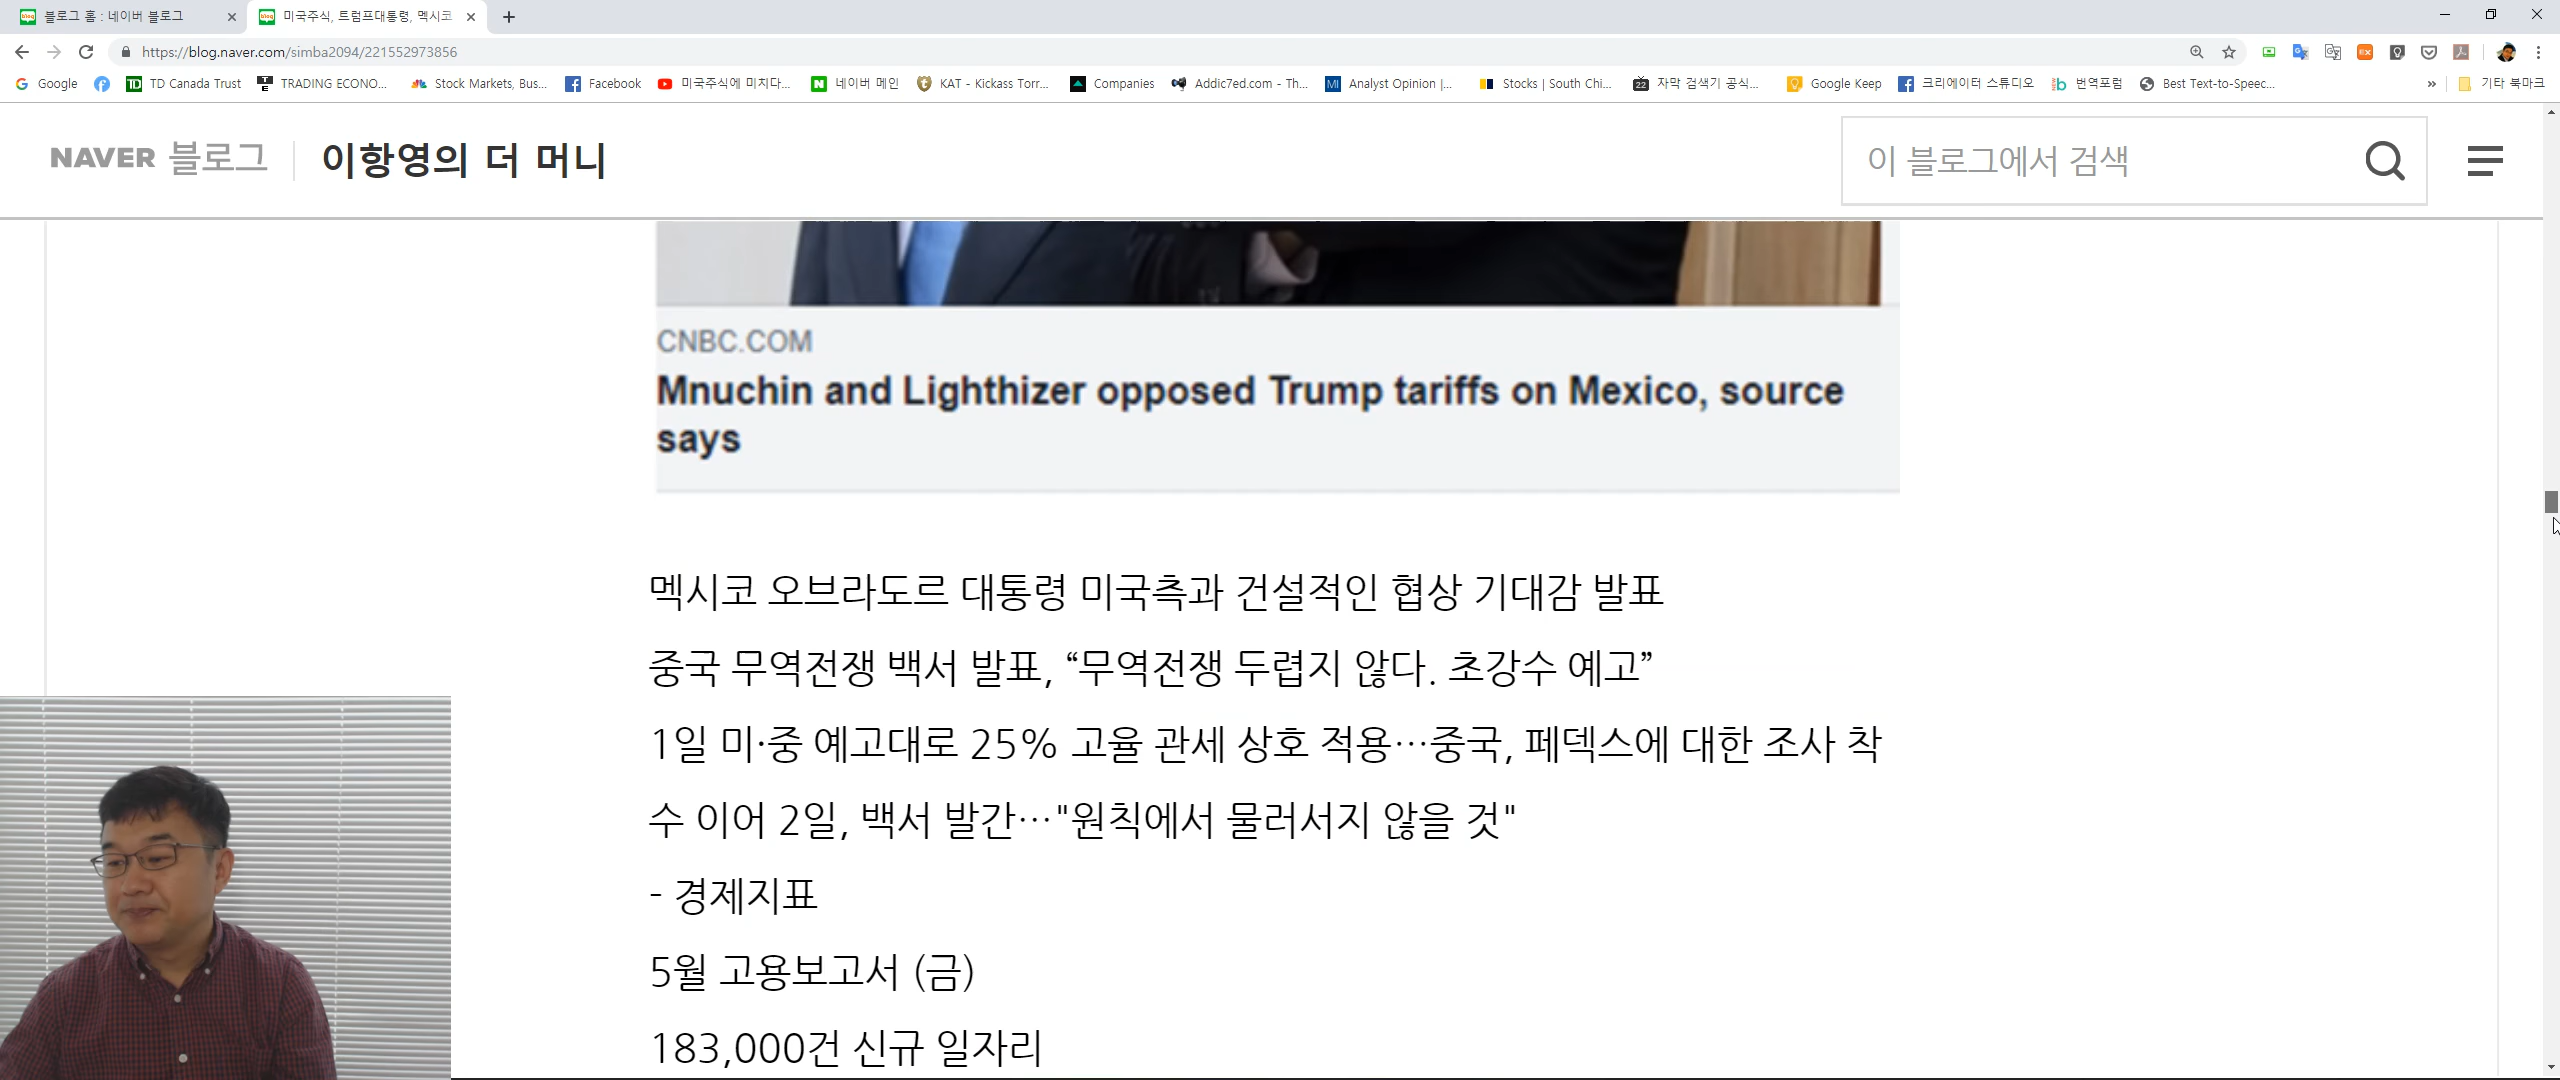 블로그 홈 : 네이버 블로그
미국주식, 트럼프대통령, 멕시코
https://blog.naver.com/simba2094/221552973856
Google
TD Canada Trust
TRADING ECONO...
Stock Markets, Bus...
Facebook
미국주식에 미치다...
네이버 메인
KAT - Kickass Torr...
Companies
Addic7ed.com - Th...
Analyst Opinion |...
Stocks | South Chi...
자막 검색기 공식...
Google Keep
크리에이터 스튜디오
번역포럼
Best Text-to-Speec...
»
기타 북마크
NAVER 블로그
이항영의 더 머니
이 블로그에서 검색
CNBC.COM
Mnuchin and Lighthizer opposed Trump tariffs on Mexico, source
says
멕시코 오브라도르 대통령 미국측과 건설적인 협상 기대감 발표
중국 무역전쟁 백서 발표, “무역전쟁 두렵지 않다. 초강수 예고”
1일 미·중 예고대로 25% 고율 관세 상호 적용…중국, 페덱스에 대한 조사 착
수 이어 2일, 백서 발간…"원칙에서 물러서지 않을 것"
- 경제지표
5월 고용보고서 (금)
183,000건 신규 일자리